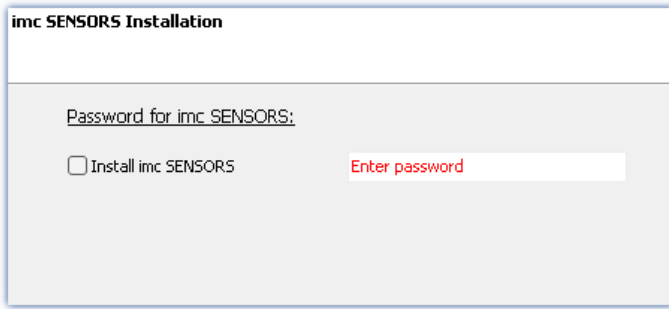 imc SENSORS Installation
Password for imc SENSORS:
Install imc SENSORS Enter password